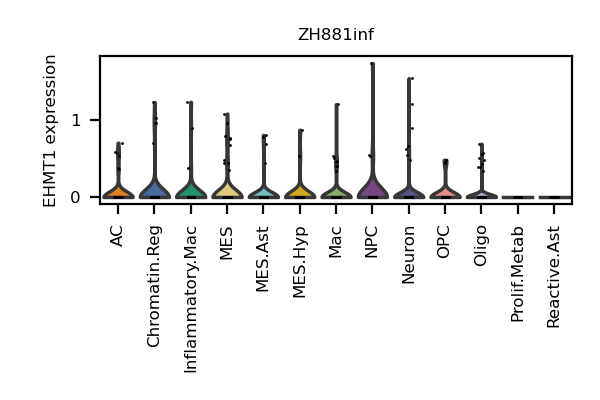 ZH881inf
EHMT1 expression
1
0
AC
Chromatin.Reg
Inflammatory.Mac
MES
MES.Ast
MES.Hyp
Mac
NPC
Neuron
OPC
Oligo
Prolif.Metab
Reactive.Ast